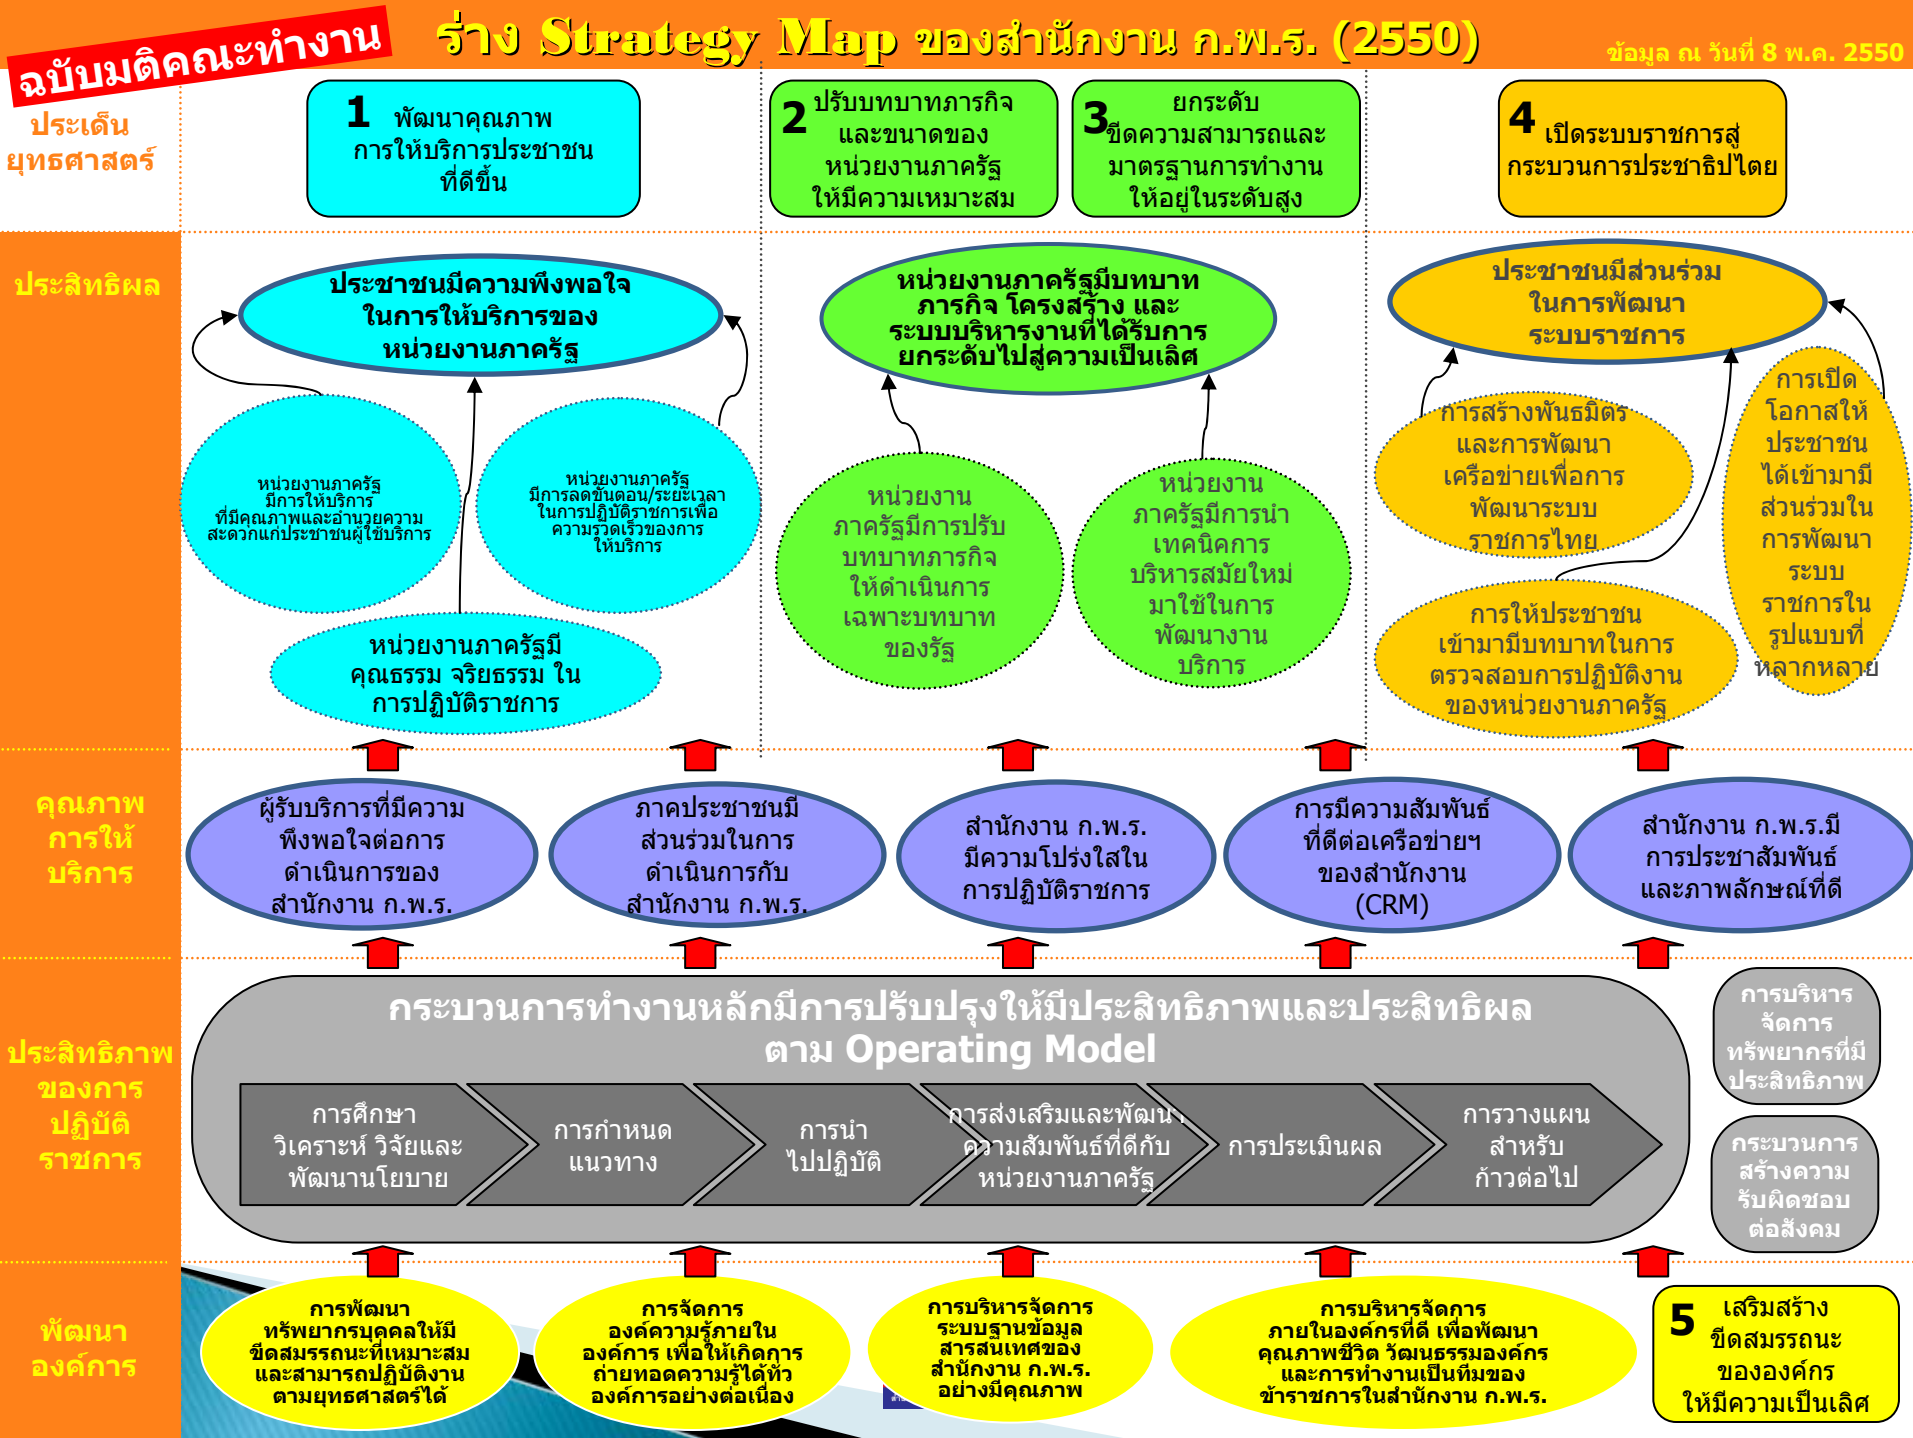 ฉบับมติคณะทำงาน
ร่าง Strategy Map ของสำนักงาน ก.พ.ร. (2550)
ข้อมูล ณ วันที่ 8 พ.ค. 2550
ประเด็น
ยุทธศาสตร์
1 พัฒนาคุณภาพ
การให้บริการประชาชน
ที่ดีขึ้น
2 ปรับบทบาทภารกิจ
และขนาดของ
หน่วยงานภาครัฐ
ให้มีความเหมาะสม
3 ยกระดับ
ขีดความสามารถและ
มาตรฐานการทำงาน
ให้อยู่ในระดับสูง
4 เปิดระบบราชการสู่
กระบวนการประชาธิปไตย
ประสิทธิผล
ประชาชนมีความพึงพอใจ
ในการให้บริการของ
หน่วยงานภาครัฐ
หน่วยงานภาครัฐมีบทบาท
ภารกิจ โครงสร้าง และ
ระบบบริหารงานที่ได้รับการ
ยกระดับไปสู่ความเป็นเลิศ
ประชาชนมีส่วนร่วม
ในการพัฒนา
ระบบราชการ
หน่วยงานภาครัฐ
มีการให้บริการ
ที่มีคุณภาพและอำนวยความ
สะดวกแก่ประชาชนผู้ใช้บริการ
หน่วยงานภาครัฐ
มีการลดขั้นตอน/ระยะเวลา
ในการปฏิบัติราชการเพื่อ
ความรวดเร็วของการ
ให้บริการ
หน่วยงานภาครัฐมี
คุณธรรม จริยธรรม ใน
การปฏิบัติราชการ
หน่วยงาน
ภาครัฐมีการปรับ
บทบาทภารกิจ
ให้ดำเนินการ
เฉพาะบทบาท
ของรัฐ
หน่วยงาน
ภาครัฐมีการนำ
เทคนิคการ
บริหารสมัยใหม่
มาใช้ในการ
พัฒนางาน
บริการ
การสร้างพันธมิตร
และการพัฒนา
เครือข่ายเพื่อการ
พัฒนาระบบ
ราชการไทย
การให้ประชาชน
เข้ามามีบทบาทในการ
ตรวจสอบการปฏิบัติงาน
ของหน่วยงานภาครัฐ
การเปิด
โอกาสให้
ประชาชน
ได้เข้ามามี
ส่วนร่วมใน
การพัฒนา
ระบบ
ราชการใน
รูปแบบที่
หลากหลาย
คุณภาพ
การให้
บริการ
ผู้รับบริการที่มีความ
พึงพอใจต่อการ
ดำเนินการของ
สำนักงาน ก.พ.ร.
ภาคประชาชนมี
ส่วนร่วมในการ
ดำเนินการกับ
สำนักงาน ก.พ.ร.
สำนักงาน ก.พ.ร.
มีความโปร่งใสใน
การปฏิบัติราชการ
การมีความสัมพันธ์
ที่ดีต่อเครือข่ายฯ
ของสำนักงาน
(CRM)
สำนักงาน ก.พ.ร.มี
การประชาสัมพันธ์
และภาพลักษณ์ที่ดี
ประสิทธิภาพ
ของการ
ปฏิบัติ
ราชการ
กระบวนการทำงานหลักมีการปรับปรุงให้มีประสิทธิภาพและประสิทธิผล
ตาม Operating Model
การศึกษา
วิเคราะห์ วิจัยและ
พัฒนานโยบาย
การกำหนด
แนวทาง
การนำ
ไปปฏิบัติ
การส่งเสริมและพัฒนา
ความสัมพันธ์ที่ดีกับ
หน่วยงานภาครัฐ
การประเมินผล
การวางแผน
สำหรับ
ก้าวต่อไป
การบริหาร
จัดการ
ทรัพยากรที่มี
ประสิทธิภาพ
กระบวนการ
สร้างความ
รับผิดชอบ
ต่อสังคม
พัฒนา
องค์การ
การพัฒนา
ทรัพยากรบุคคลให้มี
ขีดสมรรถนะที่เหมาะสม
และสามารถปฏิบัติงาน
ตามยุทธศาสตร์ได้
การจัดการ
องค์ความรู้ภายใน
องค์การ เพื่อให้เกิดการ
ถ่ายทอดความรู้ได้ทั่ว
องค์การอย่างต่อเนื่อง
การบริหารจัดการ
ระบบฐานข้อมูล
สารสนเทศของ
สำนักงาน ก.พ.ร.
อย่างมีคุณภาพ
การบริหารจัดการ
ภายในองค์กรที่ดี เพื่อพัฒนา
คุณภาพชีวิต วัฒนธรรมองค์กร
และการทำงานเป็นทีมของ
ข้าราชการในสำนักงาน ก.พ.ร.
5 เสริมสร้าง
ขีดสมรรถนะ
ขององค์กร
ให้มีความเป็นเลิศ